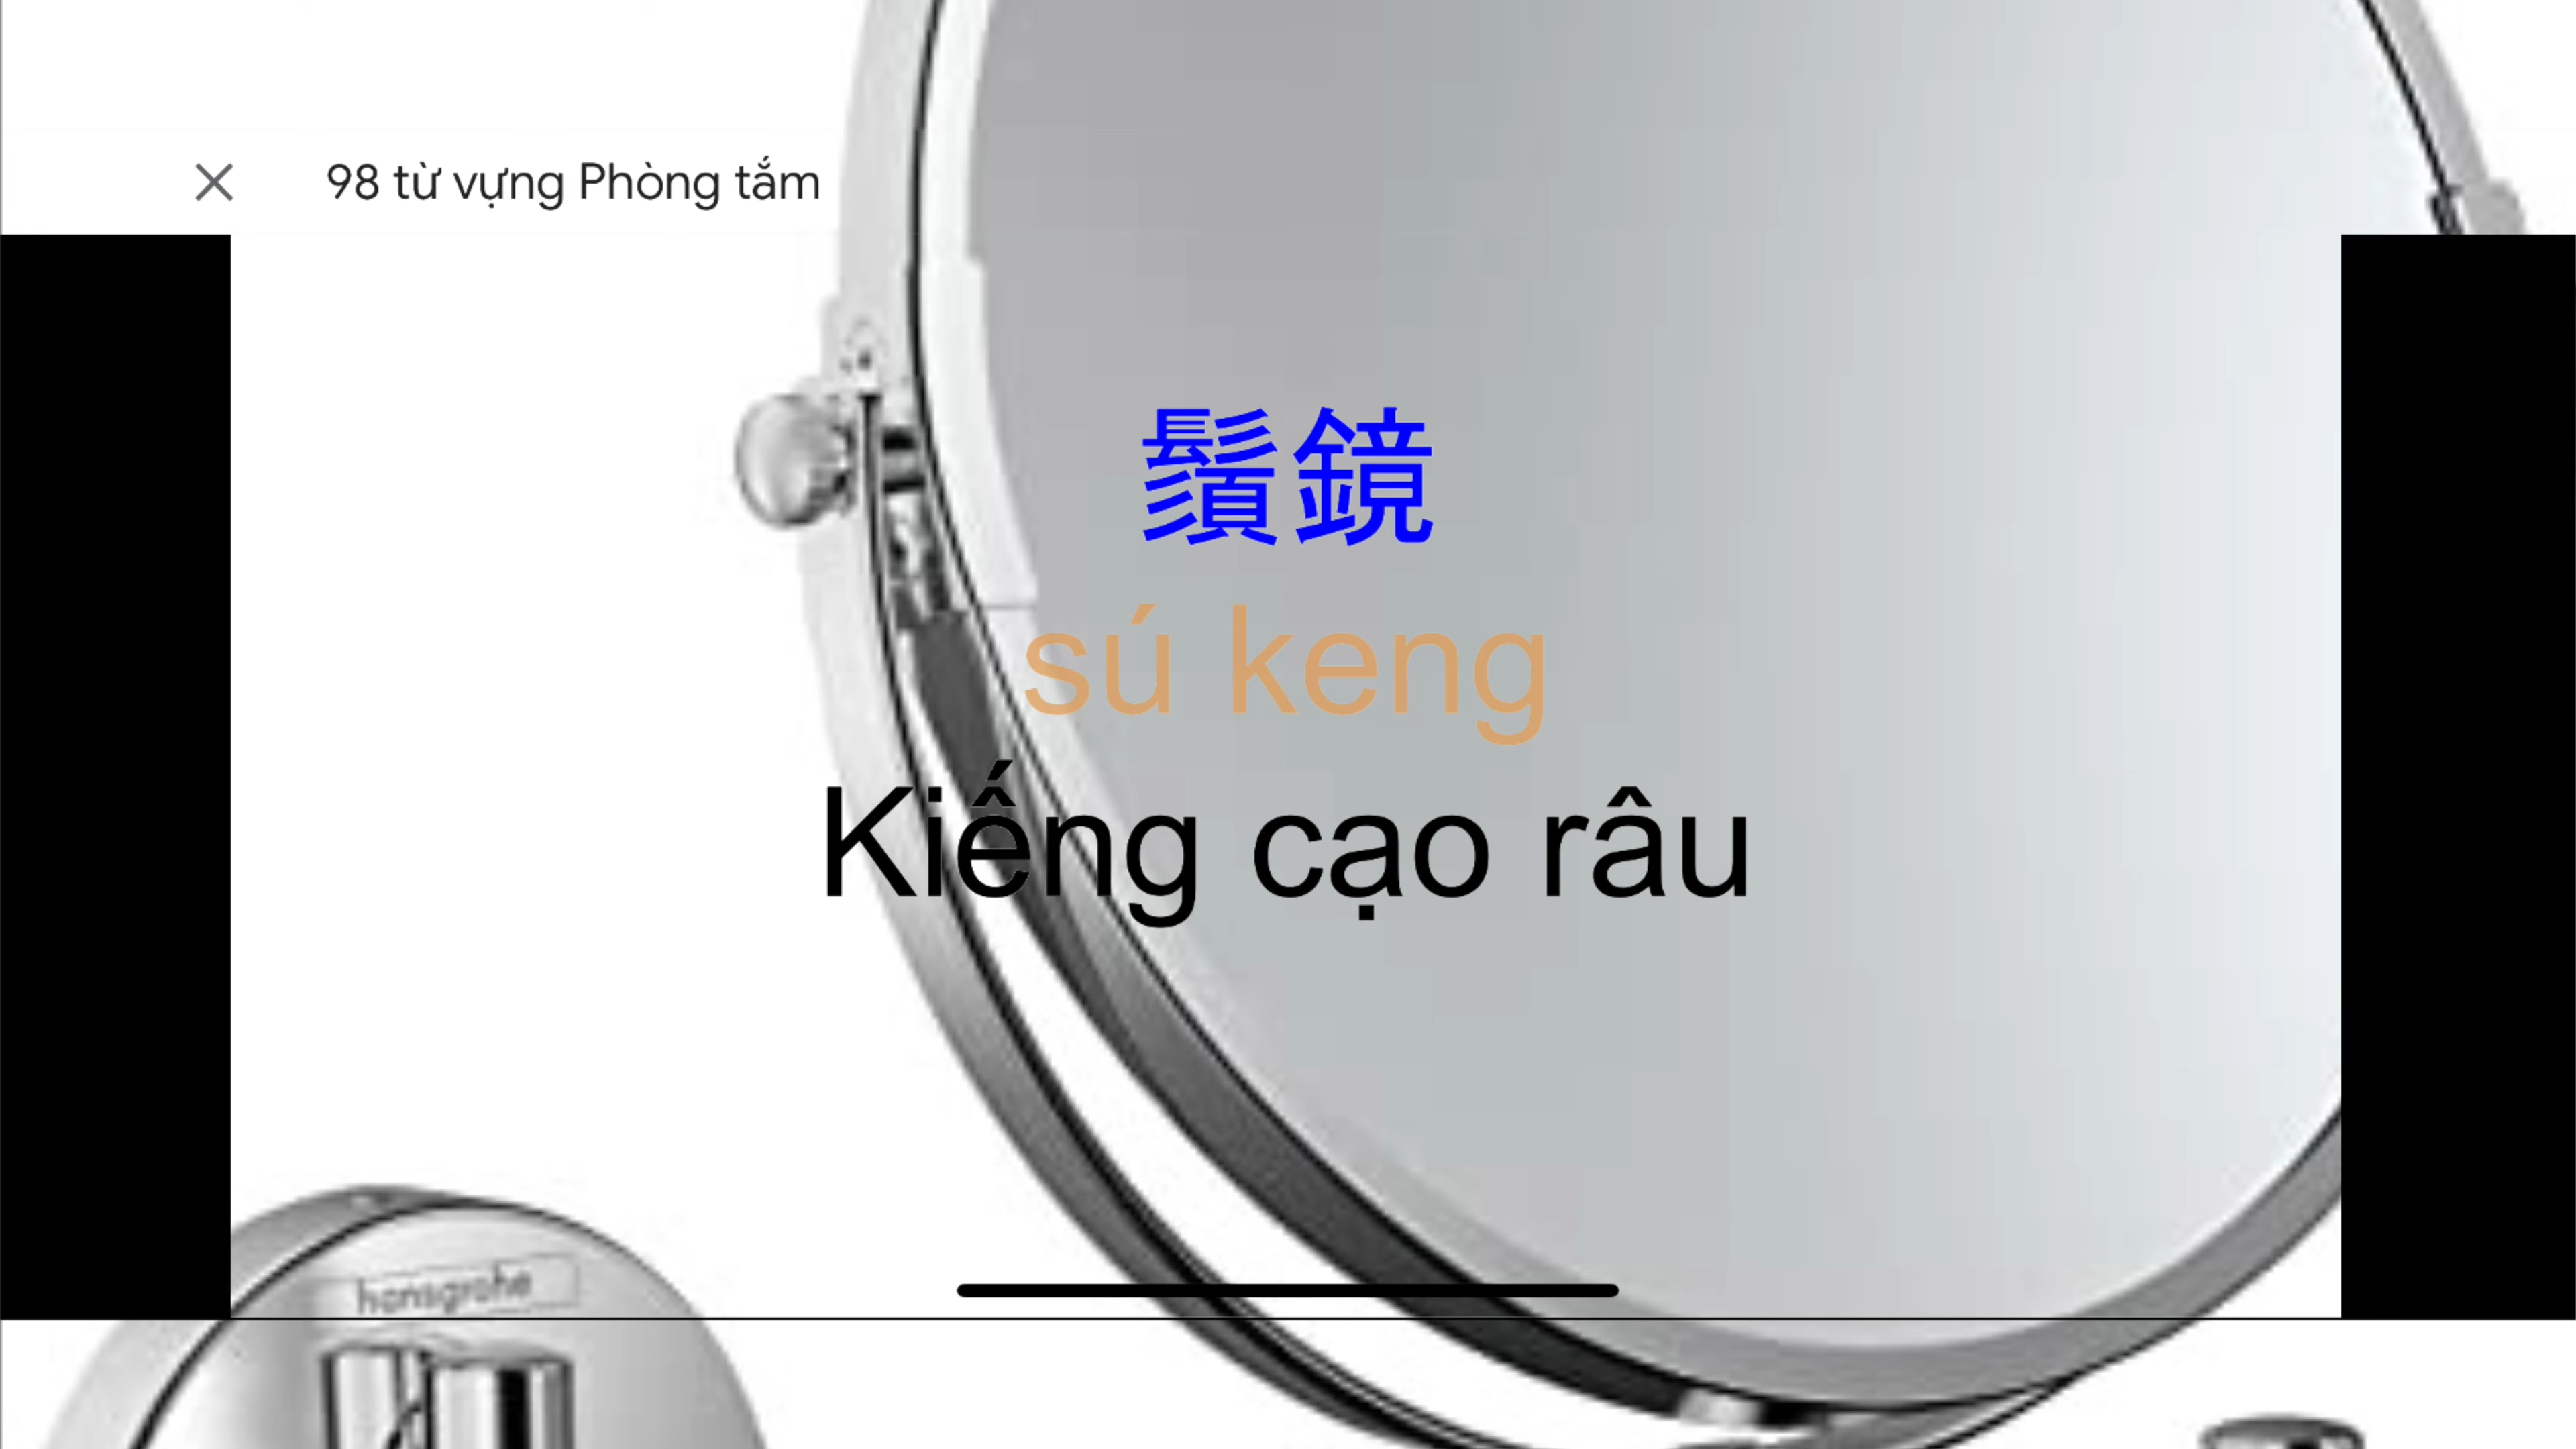 98 từ vựng Phòng tắm
鬚鏡
sú keng
Kiếng cạo râu
hansgrohe